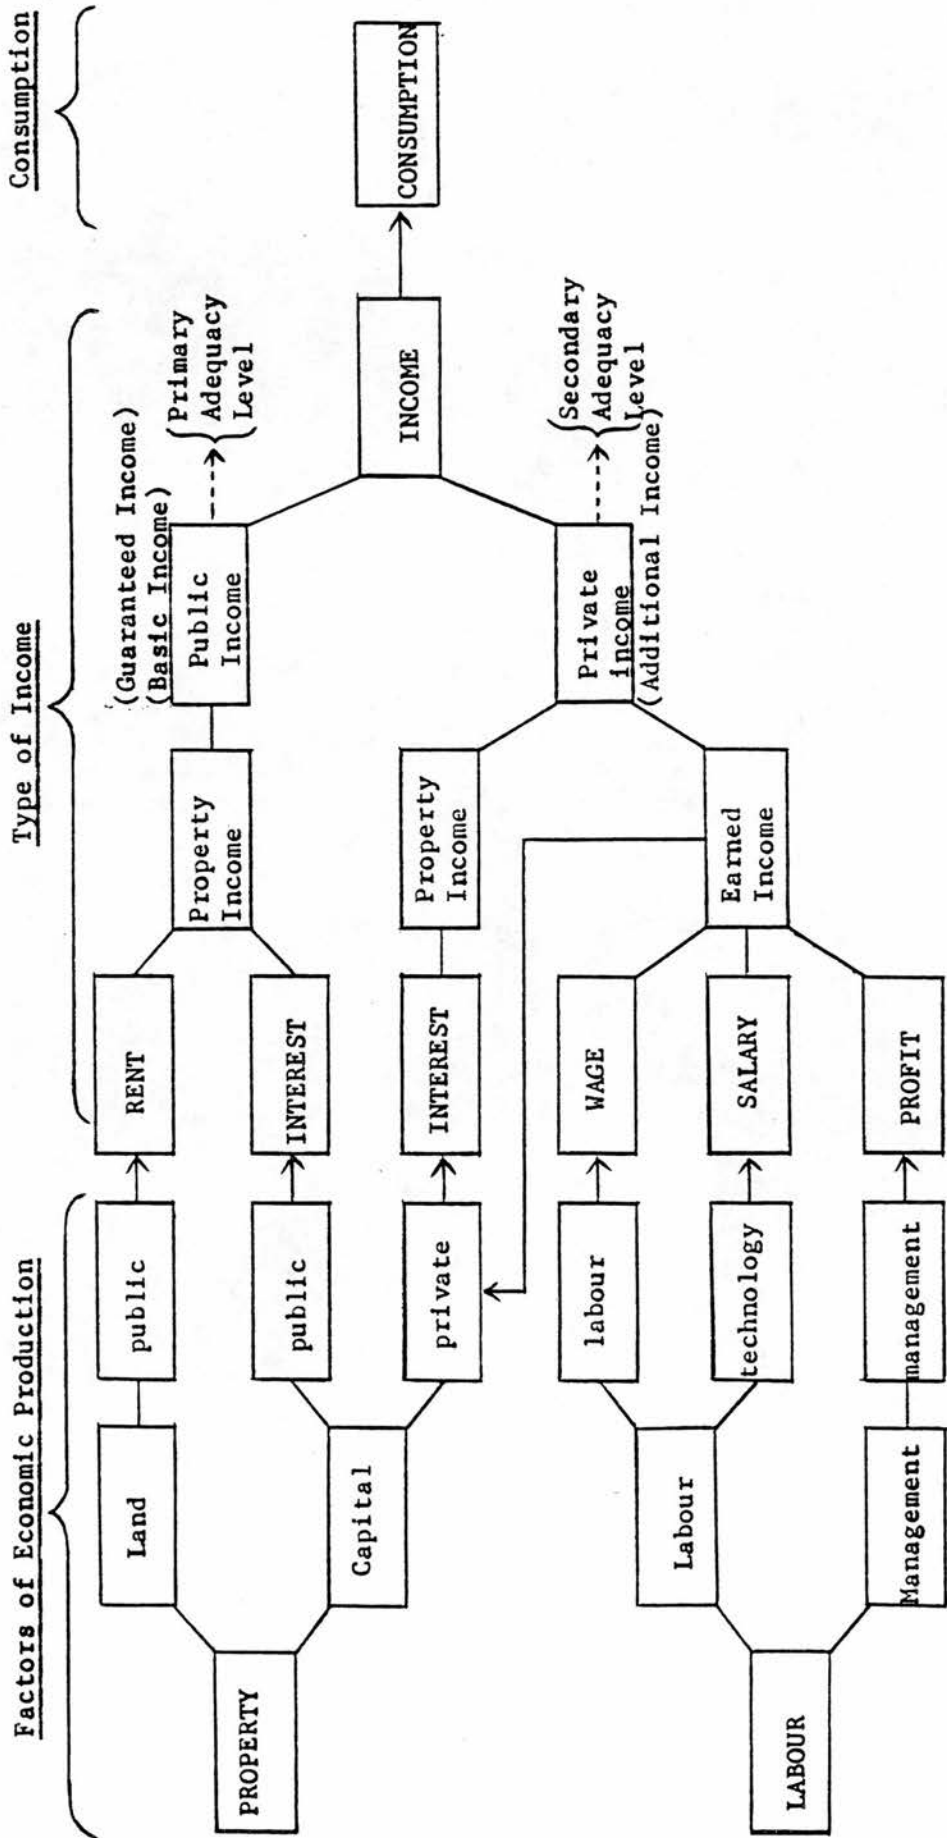 Factors of Economic Production
Type of Income
Consumption
PROPERTY
Land
Capital
public
public
private
RENT
INTEREST
INTEREST
Property
Income
Property
Income
(Guaranteed Income)
(Basic Income)
Public
Income
Primary
Adequacy
Level
LABOUR
Labour
Management
labour
technology
management
WAGE
SALARY
PROFIT
Earned
Income
Private
income
(Additional Income)
Secondary
Adequacy
Level
INCOME
CONSUMPTION